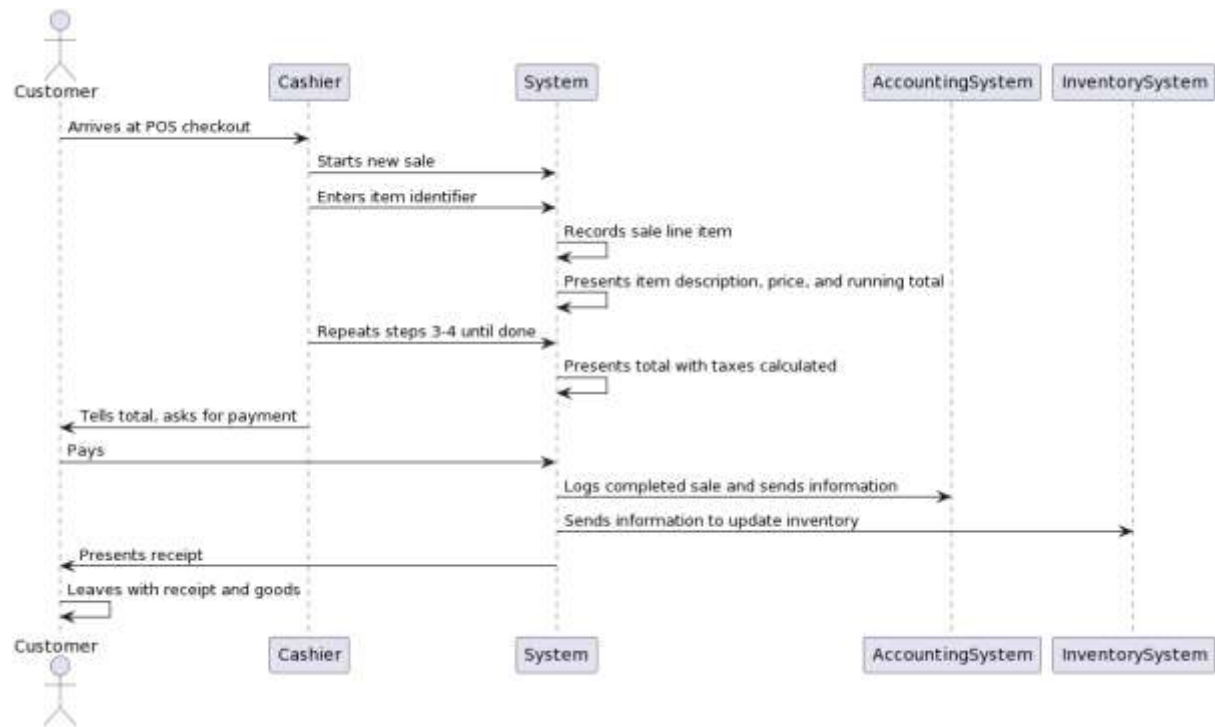 Customer
Cashier
System
AccountingSystem
InventorySystem
Arrives at POS checkout
Starts new sale
Enters item identifier
Records sale line item
Presents item description, price, and running total
Repeats steps 3-4 until done
Presents total with taxes calculated
Tells total, asks for payment
Pays
Logs completed sale and sends information
Sends information to update inventory
Presents receipt
Leaves with receipt and goods
Customer
Cashier
System
AccountingSystem
InventorySystem